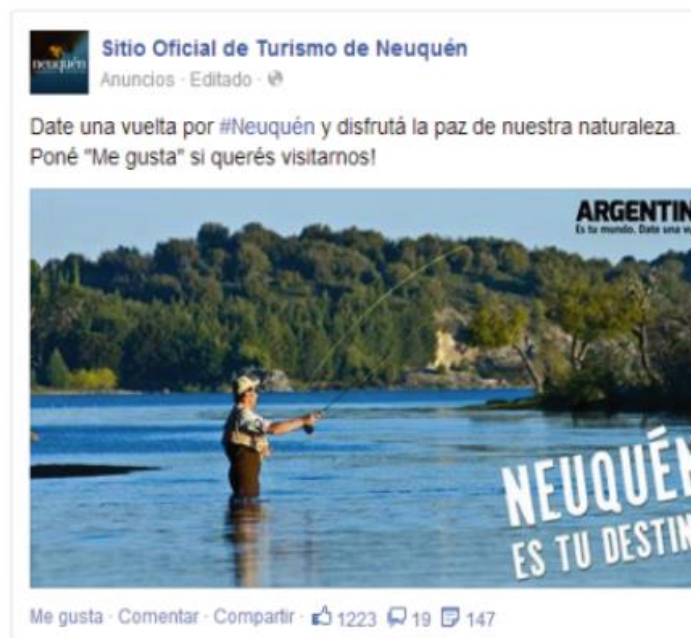 neuquén
Sitio Oficial de Turismo de Neuquén
Anuncios · Editado ·
Date una vuelta por #Neuquén y disfrutá la paz de nuestra naturaleza.
Poné "Me gusta" si querés visitarnos!
ARGENTIN
Es tu mundo. Date una vu
NEUQUÉN
ES TU DESTIN
Me gusta · Comentar · Compartir · 1223 19 147